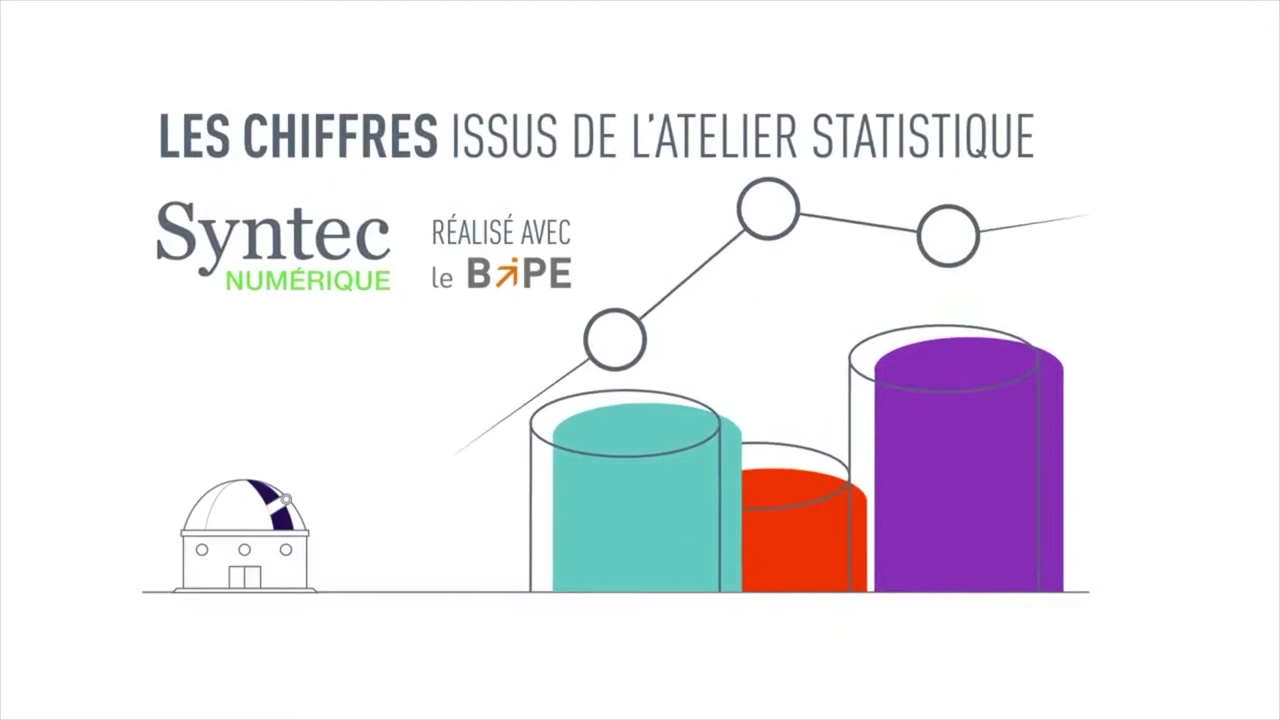 LES CHIFFRES ISSUS DE L'ATELIER STATISTIQUE
Syntec
NUMÉRIQUE
RÉALISÉ AVEC
le BiPE